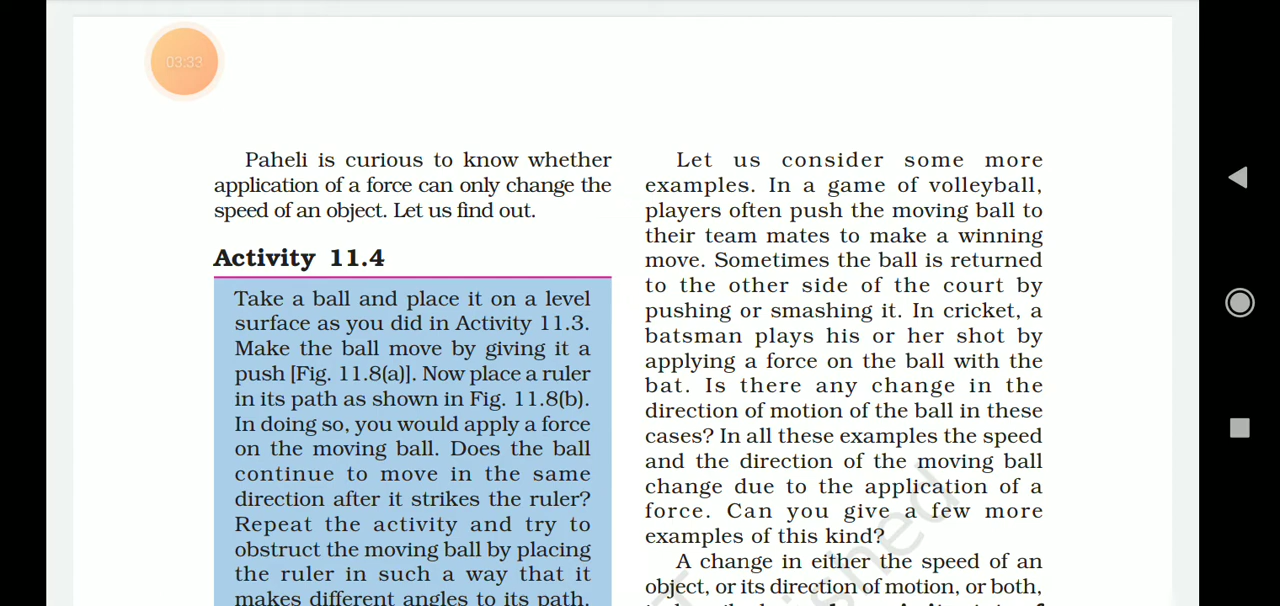 03:33
Paheli is curious to know whether
application of a force can only change the
speed of an object. Let us find out.
Activity 11.4
Take a ball and place it on a level
surface as you did in Activity 11.3.
Make the ball move by giving it a
push [Fig. 11.8(a)]. Now place a ruler
in its path as shown in Fig. 11.8(b).
In doing so, you would apply a force
on the moving ball. Does the ball
continue to move in the same
direction after it strikes the ruler?
Repeat the activity and try to
obstruct the moving ball by placing
the ruler in such a way that it
makes different angles to its path.
Let us consider some more
examples. In a game of volleyball,
players often push the moving ball to
their team mates to make a winning
move. Sometimes the ball is returned
to the other side of the court by
pushing or smashing it. In cricket, a
batsman plays his or her shot by
applying a force on the ball with the
bat. Is there any change in the
direction of motion of the ball in these
cases? In all these examples the speed
and the direction of the moving ball
change due to the application of a
force. Can you give a few more
examples of this kind?
A change in either the speed of an
object, or its direction of motion, or both,